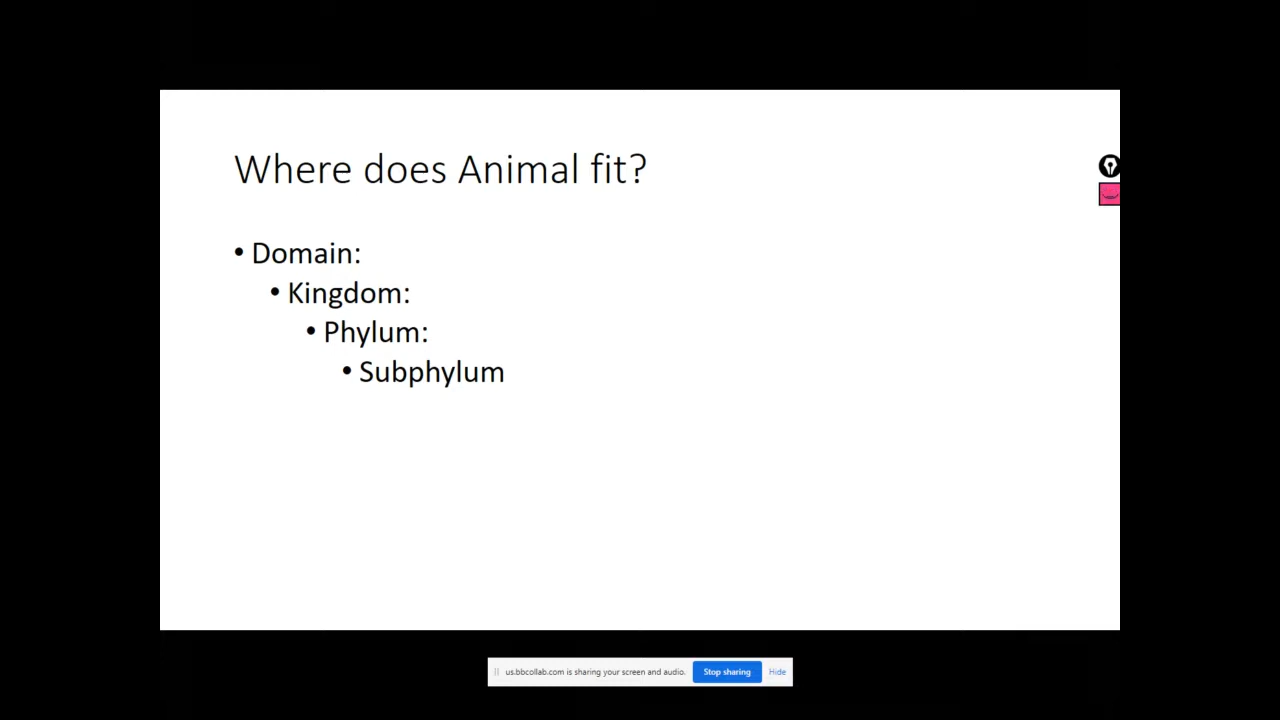 Where does Animal fit?
• Domain:
• Kingdom:
• Phylum:
• Subphylum
us.bbcollab.com is sharing your screen and audio. Stop sharing Hide